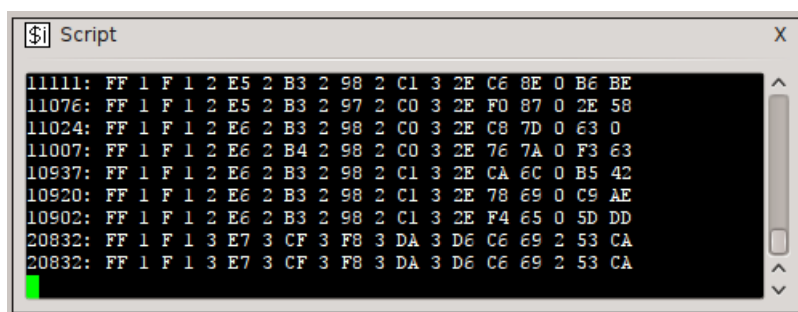 $i Script X
11111: FF 1 F 1 2 E5 2 B3 2 98 2 C1 3 2E C6 8E 0 B6 BE
11076: FF 1 F 1 2 E5 2 B3 2 97 2 C0 3 2E F0 87 0 2E 58
11024: FF 1 F 1 2 E6 2 B3 2 98 2 C0 3 2E C8 7D 0 63 0
11007: FF 1 F 1 2 E6 2 B4 2 98 2 C0 3 2E 76 7A 0 F3 63
10937: FF 1 F 1 2 E6 2 B3 2 98 2 C1 3 2E CA 6C 0 B5 42
10920: FF 1 F 1 2 E6 2 B3 2 98 2 C1 3 2E 78 69 0 C9 AE
10902: FF 1 F 1 2 E6 2 B3 2 98 2 C1 3 2E F4 65 0 5D DD
20832: FF 1 F 1 3 E7 3 CF 3 F8 3 DA 3 D6 C6 69 2 53 CA
20832: FF 1 F 1 3 E7 3 CF 3 F8 3 DA 3 D6 C6 69 2 53 CA